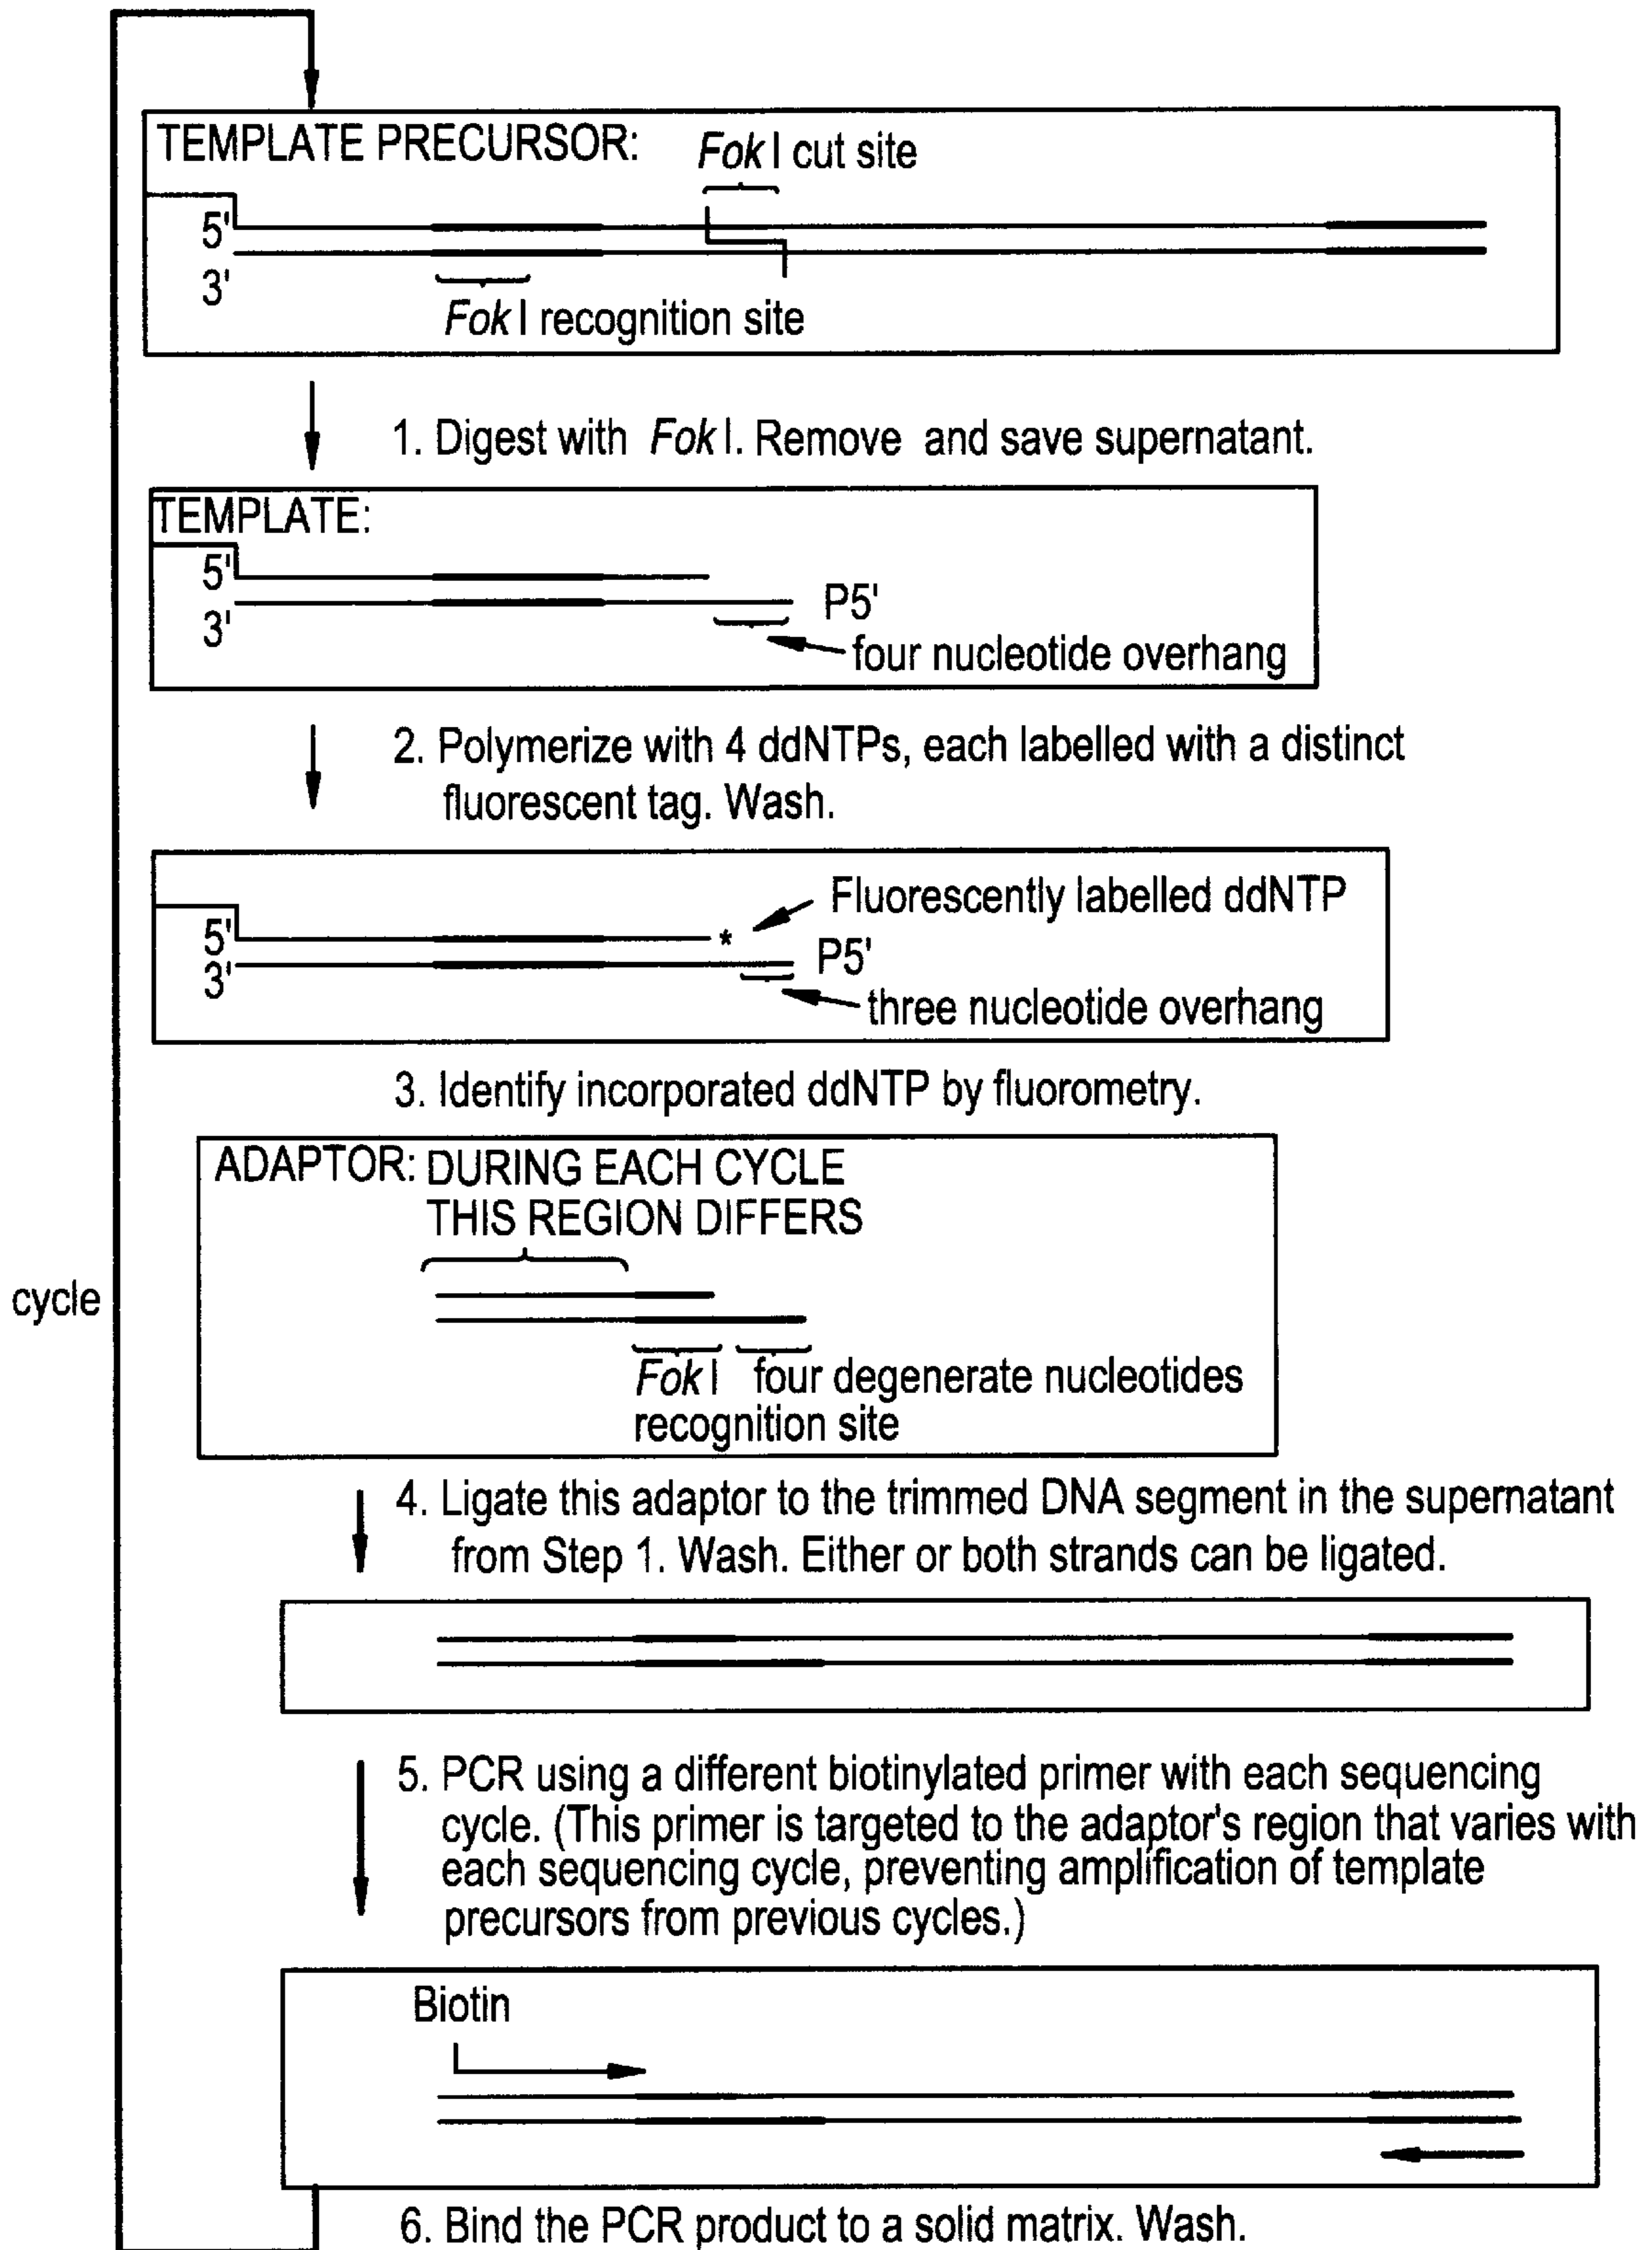 TEMPLATE PRECURSOR:
Fok I cut site
5'
3'
Fok I recognition site
1. Digest with Fok I. Remove and save supernatant.
TEMPLATE:
5'
P5'
3'
four nucleotide overhang
2. Polymerize with 4 ddNTPs, each labelled with a distinct
fluorescent tag. Wash.
Fluorescently labelled ddNTP
5'
*
P5'
3'
three nucleotide overhang
3. Identify incorporated ddNTP by fluorometry.
ADAPTOR: DURING EACH CYCLE
THIS REGION DIFFERS
cycle
Fok I four degenerate nucleotides
recognition site
4. Ligate this adaptor to the trimmed DNA segment in the supernatant
from Step 1. Wash. Either or both strands can be ligated.
5. PCR using a different biotinylated primer with each sequencing
cycle. (This primer is targeted to the adaptor's region that varies with
each sequencing cycle, preventing amplification of template
precursors from previous cycles.)
Biotin
6. Bind the PCR product to a solid matrix. Wash.